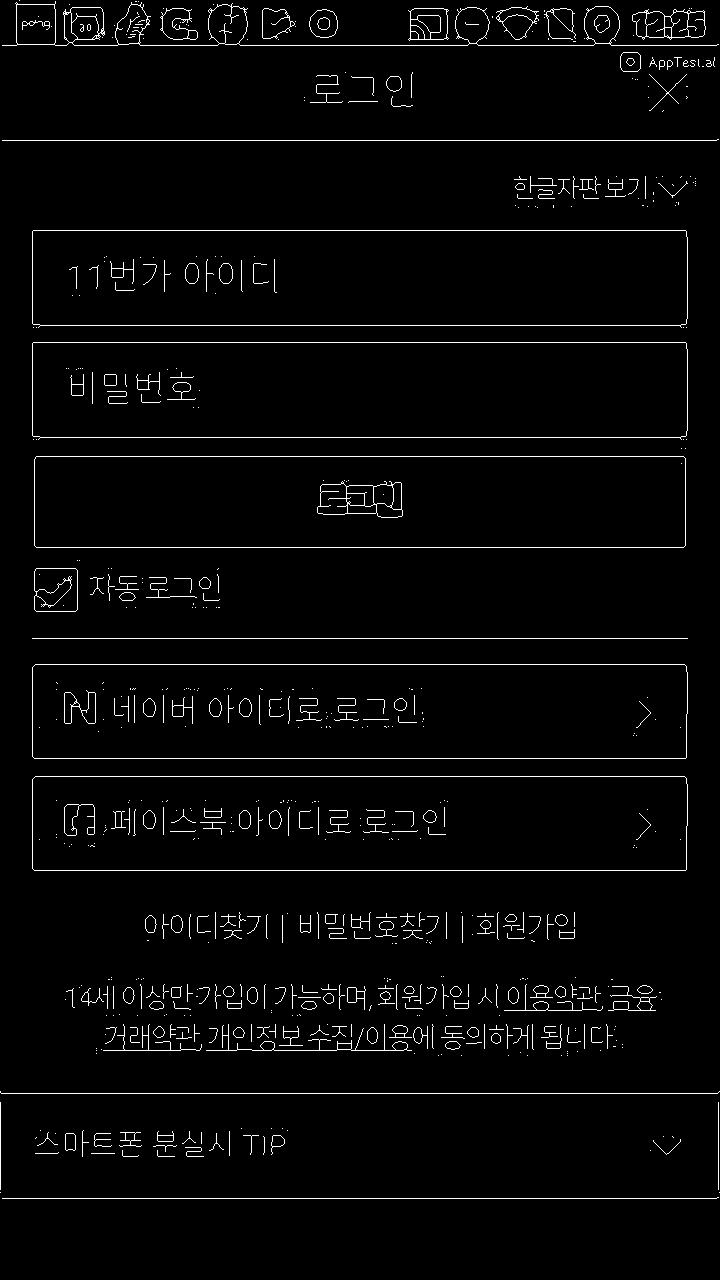 pong 30 12:25
AppTest.ai
로그인
한글자판 보기
11번가 아이디
비밀번호
로그인
자동로그인
N 네이버 아이디로 로그인
페이스북 아이디로 로그인
아이디찾기 | 비밀번호찾기 | 회원가입
14세 이상만 가입이 가능하며, 회원가입 시 이용약관, 금융
거래약관, 개인정보 수집/이용에 동의하게 됩니다.
스마트폰 분실시 TIP